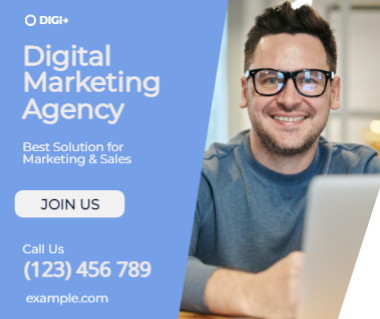 DIGI+
Digital
Marketing
Agency
Best Solution for
Marketing & Sales
JOIN US
Call Us
(123) 456 789
example.com